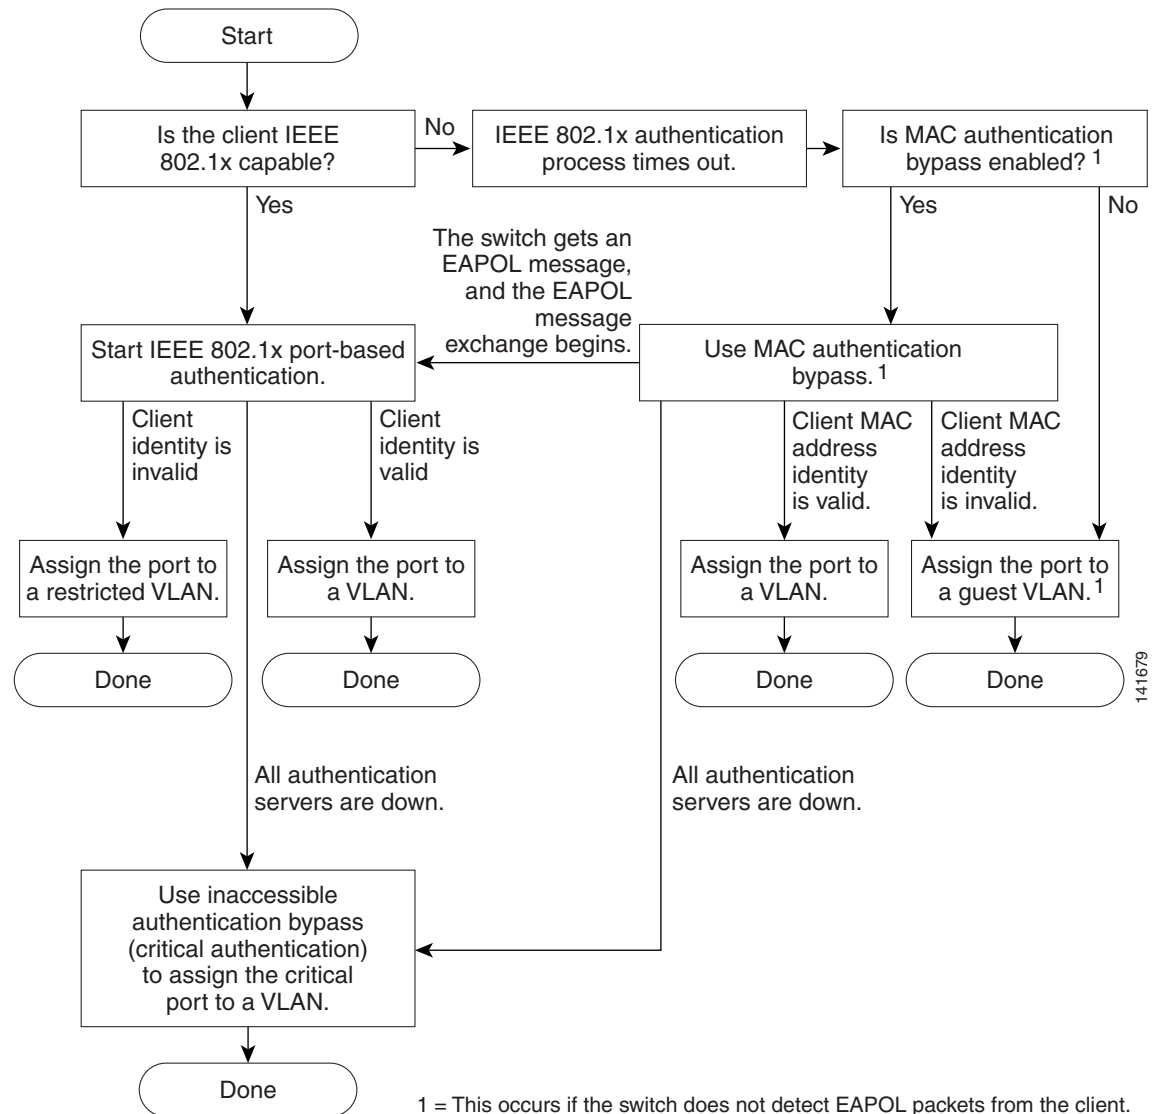 Start
Is the client IEEE
802.1x capable?
No
IEEE 802.1x authentication
process times out.
Is MAC authentication
bypass enabled? 1
Yes
Yes
No
The switch gets an
EAPOL message,
and the EAPOL
message
exchange begins.
Start IEEE 802.1x port-based
authentication.
Use MAC authentication
bypass. 1
Client
identity is
invalid
Client
identity is
valid
Client MAC
address
identity
is valid.
Client MAC
address
identity
is invalid.
Assign the port to
a restricted VLAN.
Assign the port to
a VLAN.
Assign the port to
a VLAN.
Assign the port to
a guest VLAN. 1
Done
Done
Done
Done
141679
All authentication
servers are down.
All authentication
servers are down.
Use inaccessible
authentication bypass
(critical authentication)
to assign the critical
port to a VLAN.
Done
1 = This occurs if the switch does not detect EAPOL packets from the client.